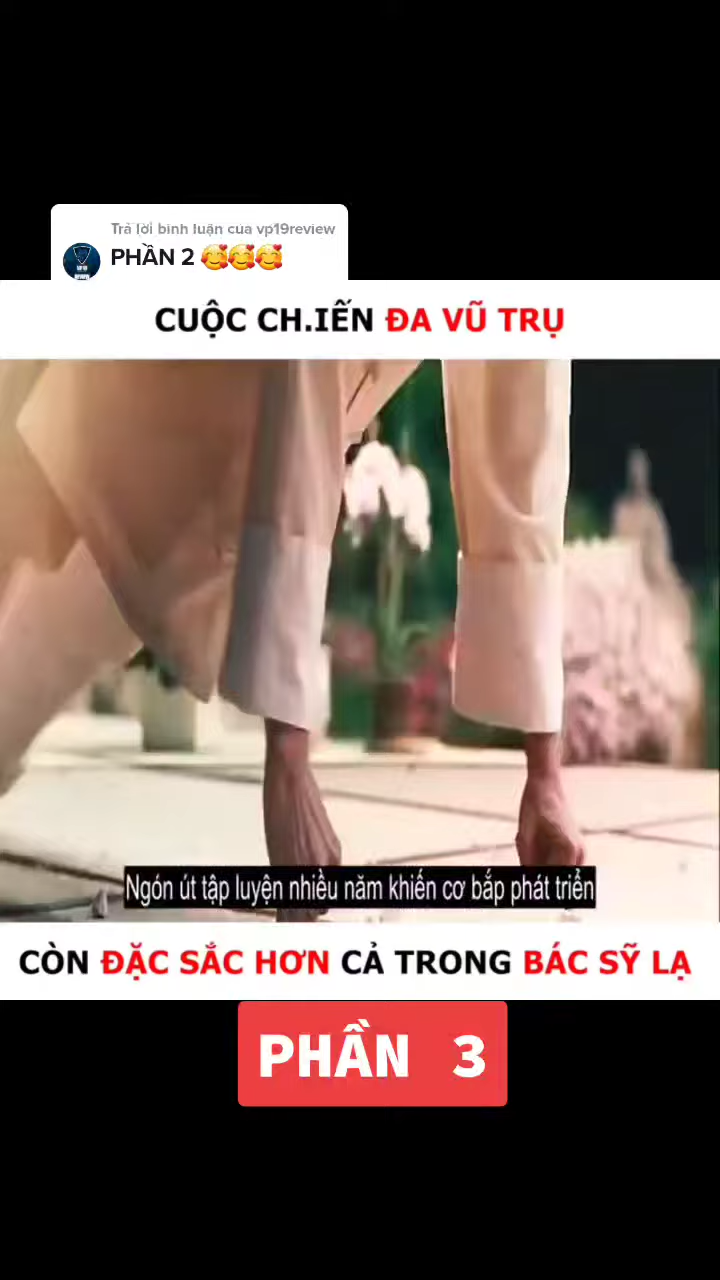 Trả lời bình luận của vp19review
PHẦN 2 🥰🥰🥰
CUỘC CH.IẾN ĐA VŨ TRỤ
Ngón út tập luyện nhiều năm khiến cơ bắp phát triển
CÒN ĐẶC SẮC HƠN CẢ TRONG BÁC SỸ LẠ
PHẦN 3